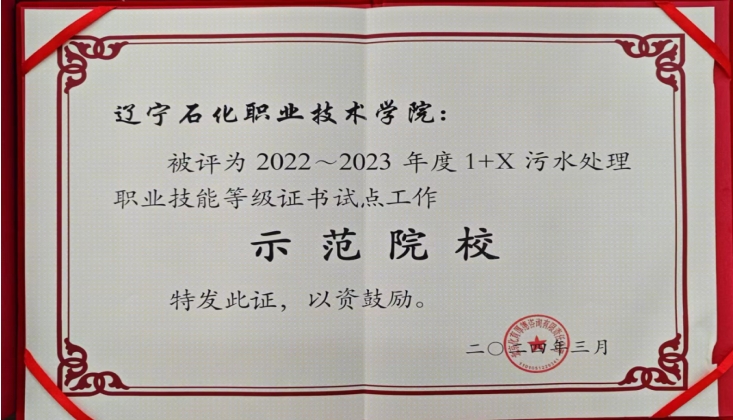 辽宁石化职业技术学院：
被评为 2022～2023 年度 1+X 污水处理
职业技能等级证书试点工作
示范院校
特发此证，以资鼓励。
二〇二四年三月